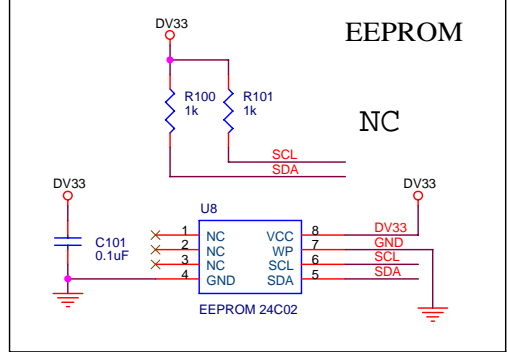 DV33
EEPROM
R100
1k
R101
1k
NC
SCL
SDA
DV33
DV33
U8
C101
0.1uF
1 NC VCC 8 DV33
2 NC WP 7 GND
3 NC SCL 6 SCL
4 GND SDA 5 SDA
EEPROM 24C02